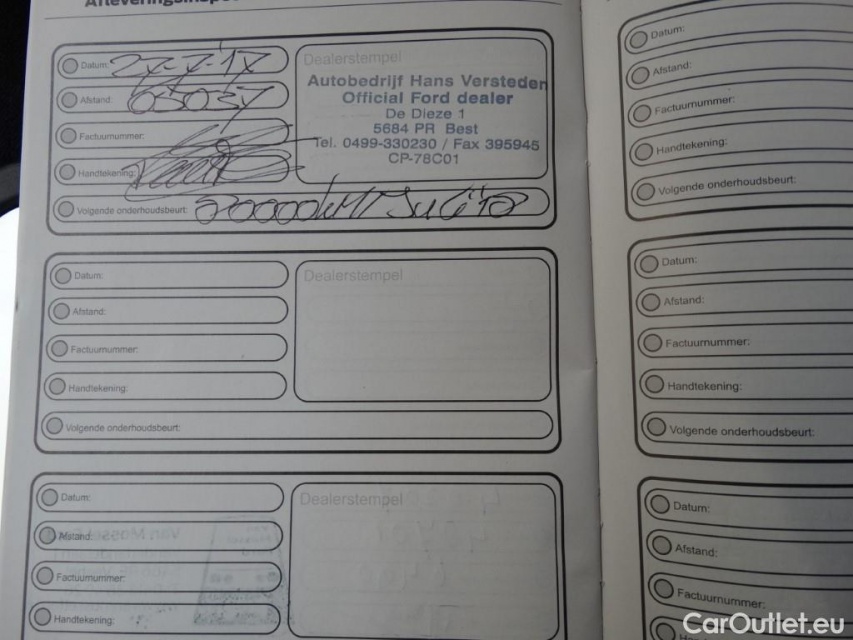 Datum:
Afstand:
Factuurnummer:
Handtekening:
Volgende onderhoudsbeurt:
Dealerstempel
Autobedrijf Hans Versteden
Official Ford dealer
De Dieze 1
5684 PR Best
Tel. 0499-330230 / Fax 395945
CP-78C01
Datum:
Afstand:
Factuurnummer:
Handtekening:
Volgende onderhoudsbeurt:
Dealerstempel
Datum:
Afstand:
Factuurnummer:
Handtekening:
Dealerstempel
Datum:
Afstand:
Factuurnummer:
Handtekening:
Volgende onderhoudsbeurt:
Datum:
Afstand:
Factuurnummer:
Handtekening:
Volgende onderhoudsbeurt:
Datum:
Afstand:
Factuurnummer:
CarOutlet.eu